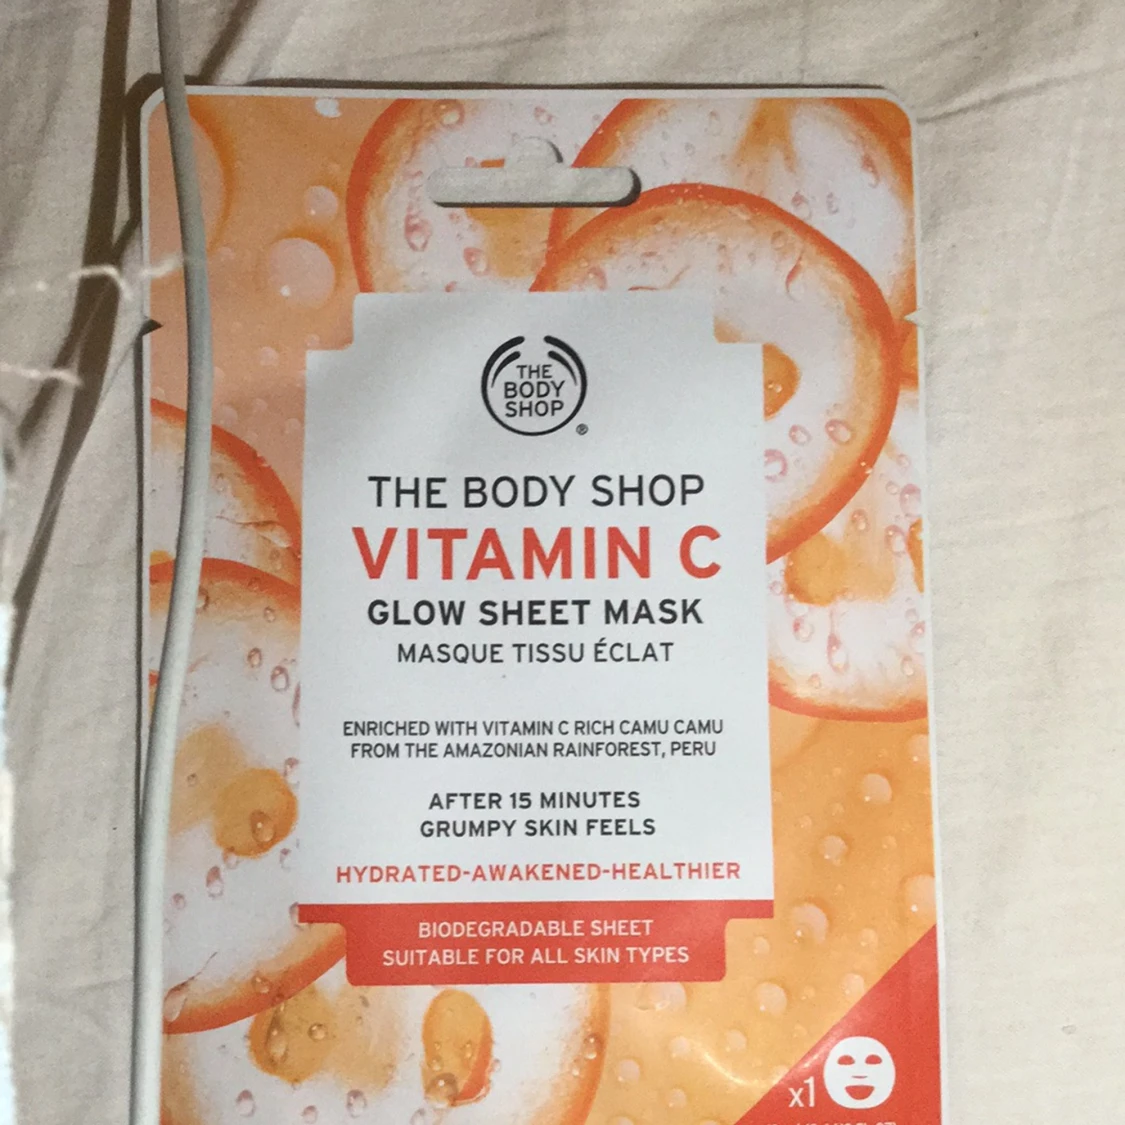 THE
BODY
SHOP
®
THE BODY SHOP
VITAMIN C
GLOW SHEET MASK
MASQUE TISSU ÉCLAT
ENRICHED WITH VITAMIN C RICH CAMU CAMU
FROM THE AMAZONIAN RAINFOREST, PERU
AFTER 15 MINUTES
GRUMPY SKIN FEELS
HYDRATED-AWAKENED-HEALTHIER
BIODEGRADABLE SHEET
SUITABLE FOR ALL SKIN TYPES
x1